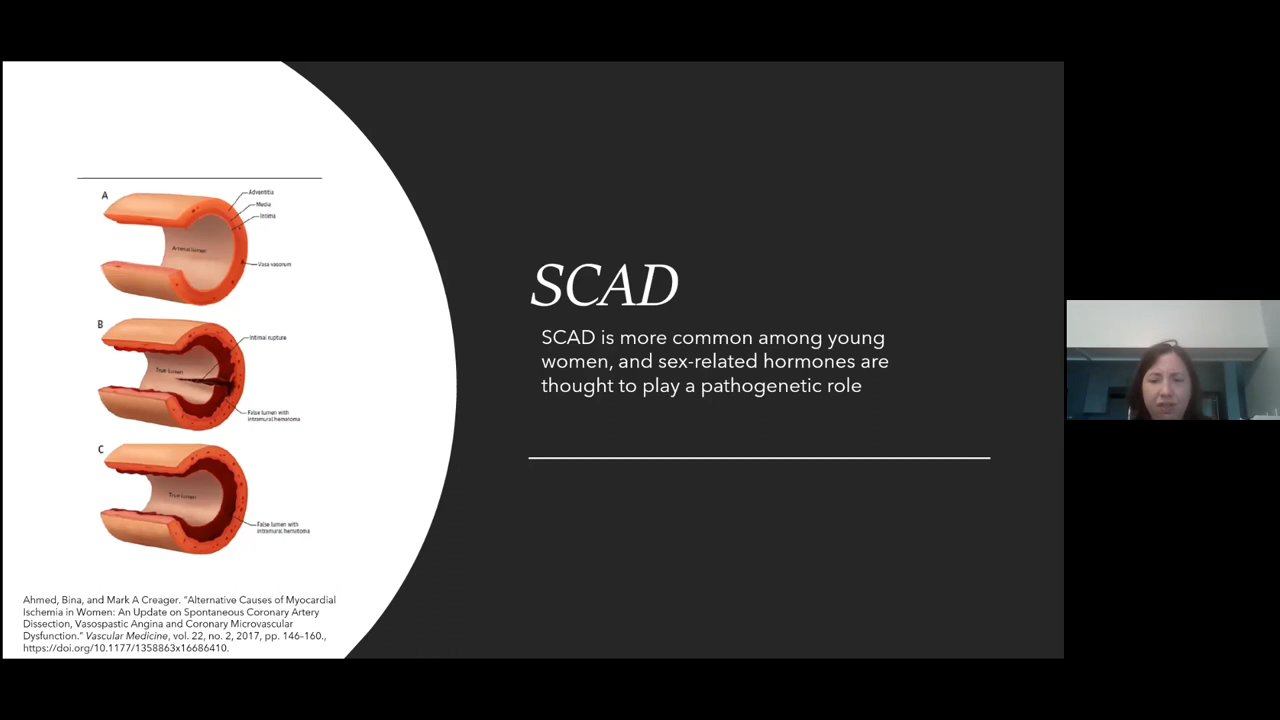 A
Adventitia
Media
Intima
Arterial lumen
Vasa vasorum
B
Intimal rupture
True lumen
False lumen with
intramural hematoma
C
True lumen
False lumen with
intramural hematoma
Ahmed, Bina, and Mark A Creager. “Alternative Causes of Myocardial
Ischemia in Women: An Update on Spontaneous Coronary Artery
Dissection, Vasospastic Angina and Coronary Microvascular
Dysfunction.” Vascular Medicine, vol. 22, no. 2, 2017, pp. 146–160.,
https://doi.org/10.1177/1358863x16686410.
SCAD
SCAD is more common among young
women, and sex-related hormones are
thought to play a pathogenetic role